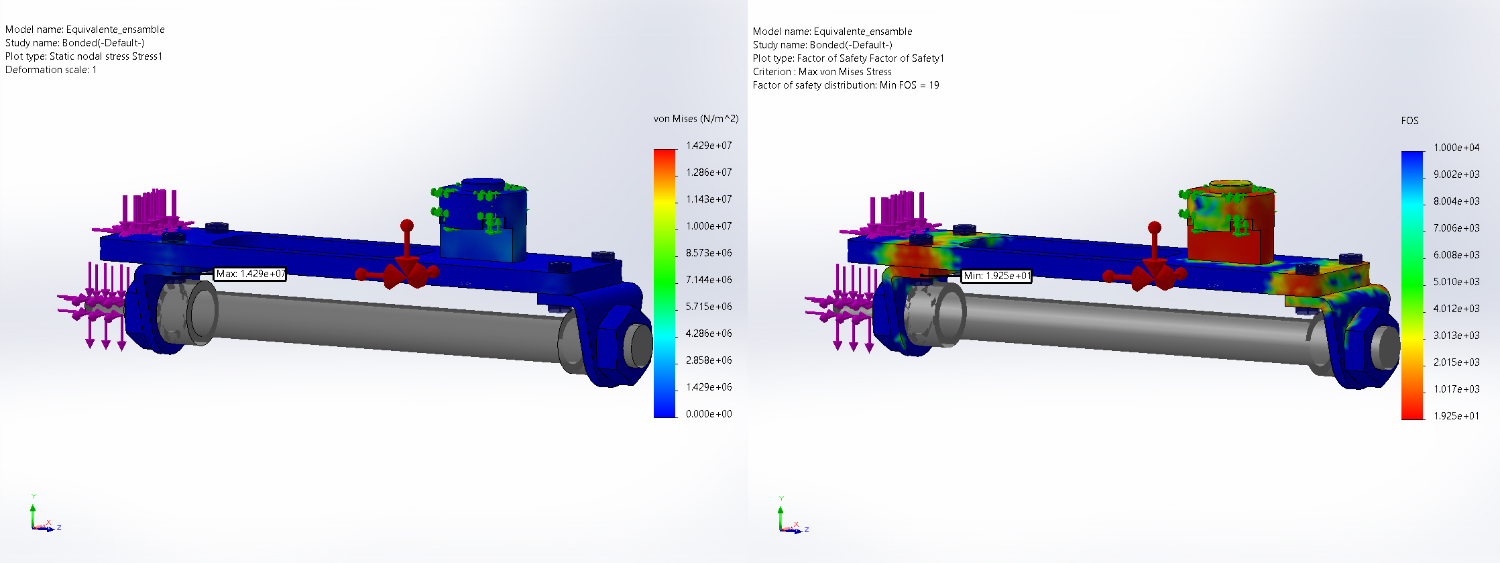 Model name: Equivalente_ensamble
Study name: Bonded(-Default-)
Plot type: Static nodal stress Stress1
Deformation scale: 1
von Mises (N/m^2)
1.429e+07
1.286e+07
1.143e+07
1.000e+07
8.573e+06
7.144e+06
5.715e+06
4.286e+06
2.858e+06
1.429e+06
0.000e+00
Max: 1.429e+07
Y
X
Z
Model name: Equivalente_ensamble
Study name: Bonded(-Default-)
Plot type: Factor of Safety Factor of Safety1
Criterion : Max von Mises Stress
Factor of safety distribution: Min FOS = 19
FOS
1.000e+04
9.002e+03
8.004e+03
7.006e+03
6.008e+03
5.010e+03
4.012e+03
3.013e+03
2.015e+03
1.017e+03
1.925e+01
Min: 1.925e+01
Y
X
Z